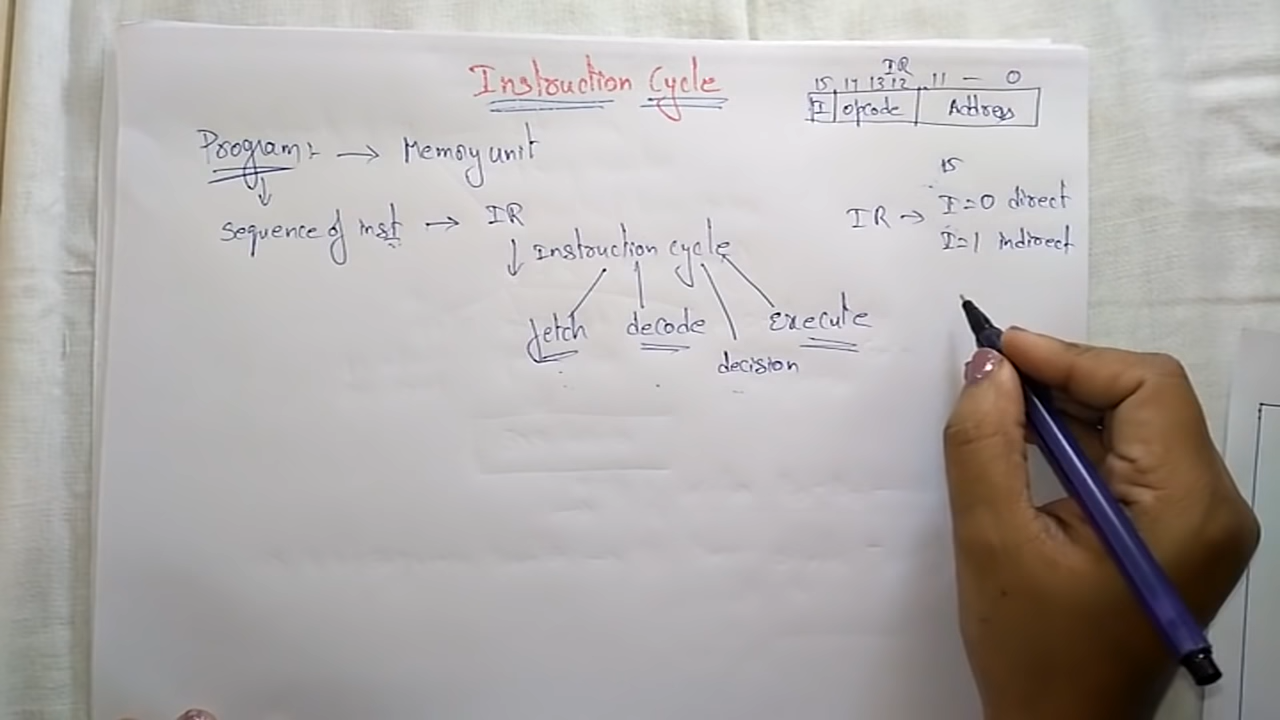 Instruction Cycle
IR
15 14 13 12 11 — 0
I opcode Address
Program:- → Memory unit
↓
sequence of inst → IR
↓ Instruction cycle
fetch decode decision Execute
15
IR → I=0 direct
I=1 indirect